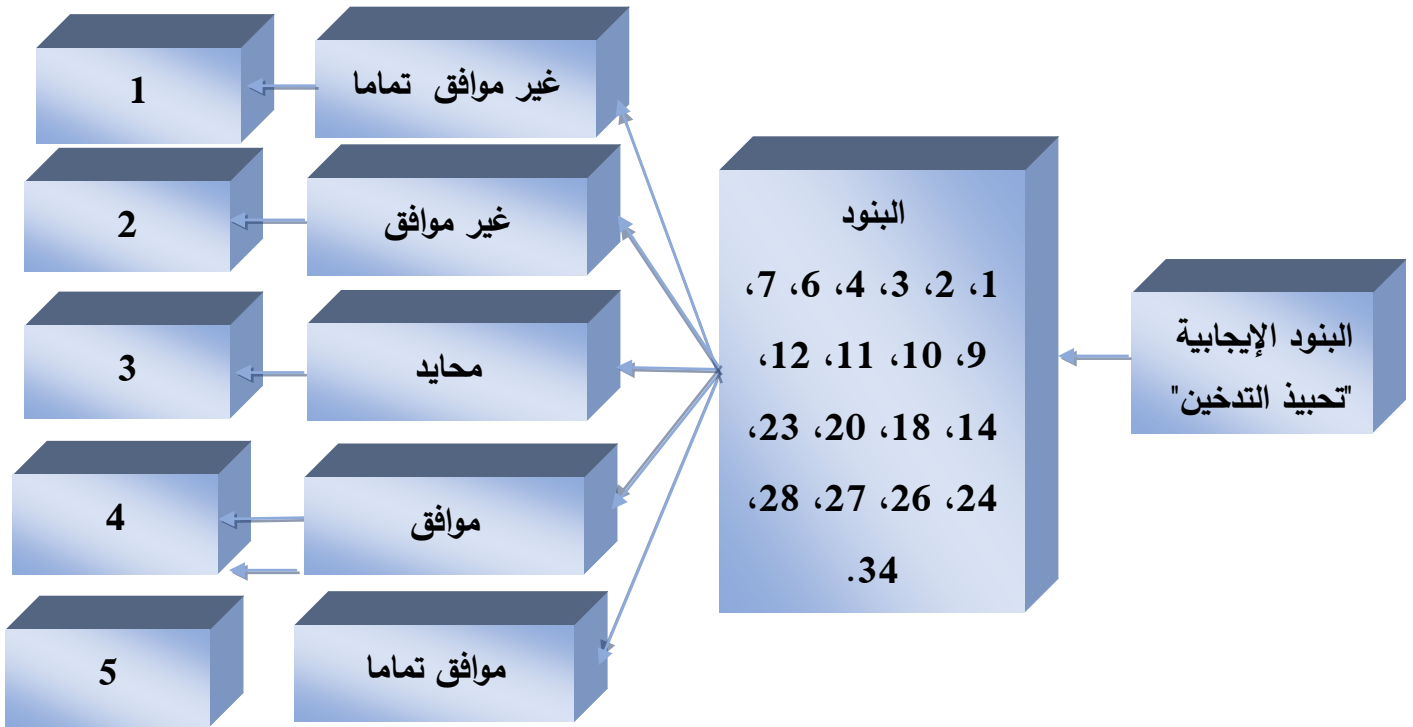 البنود الإيجابية
"تحبيذ التدخين"
البنود
1، 2، 3، 4، 6، 7،
9، 10، 11، 12،
14، 18، 20، 23،
24، 26، 27، 28،
34.
غير موافق تماما
1
غير موافق
2
محايد
3
موافق
4
موافق تماما
5